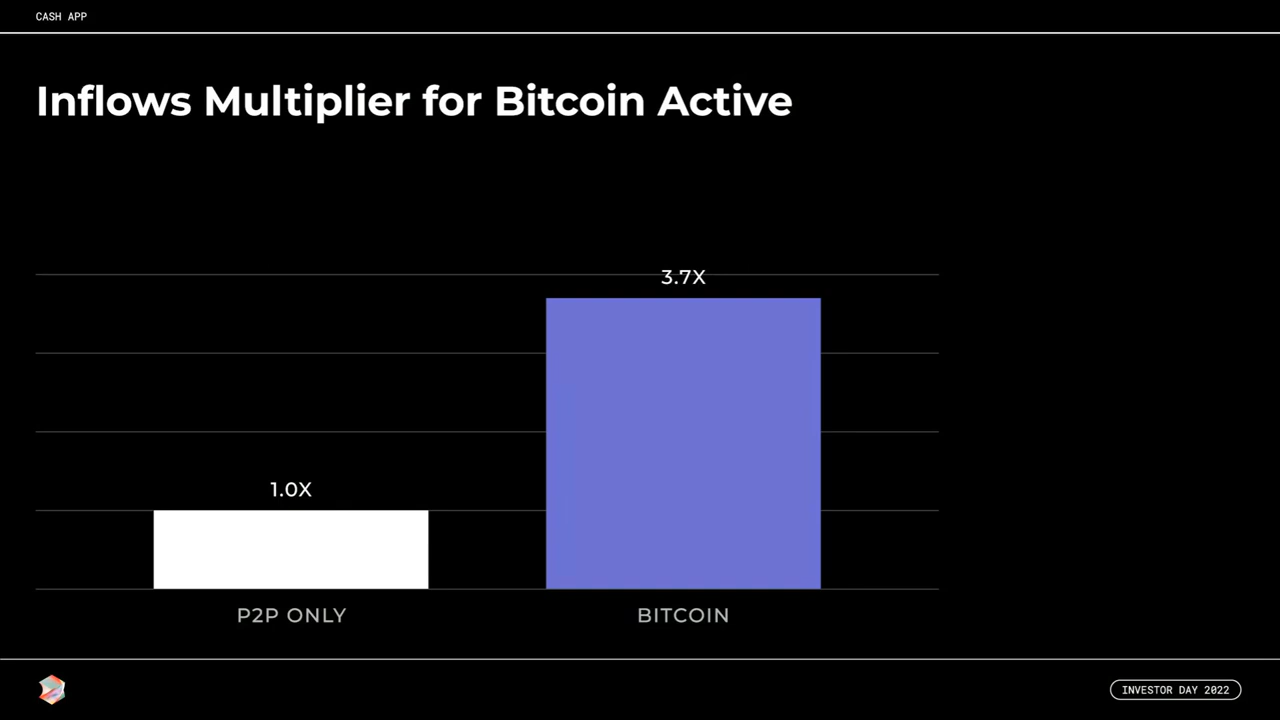 CASH APP
Inflows Multiplier for Bitcoin Active
3.7X
1.0X
P2P ONLY
BITCOIN
INVESTOR DAY 2022